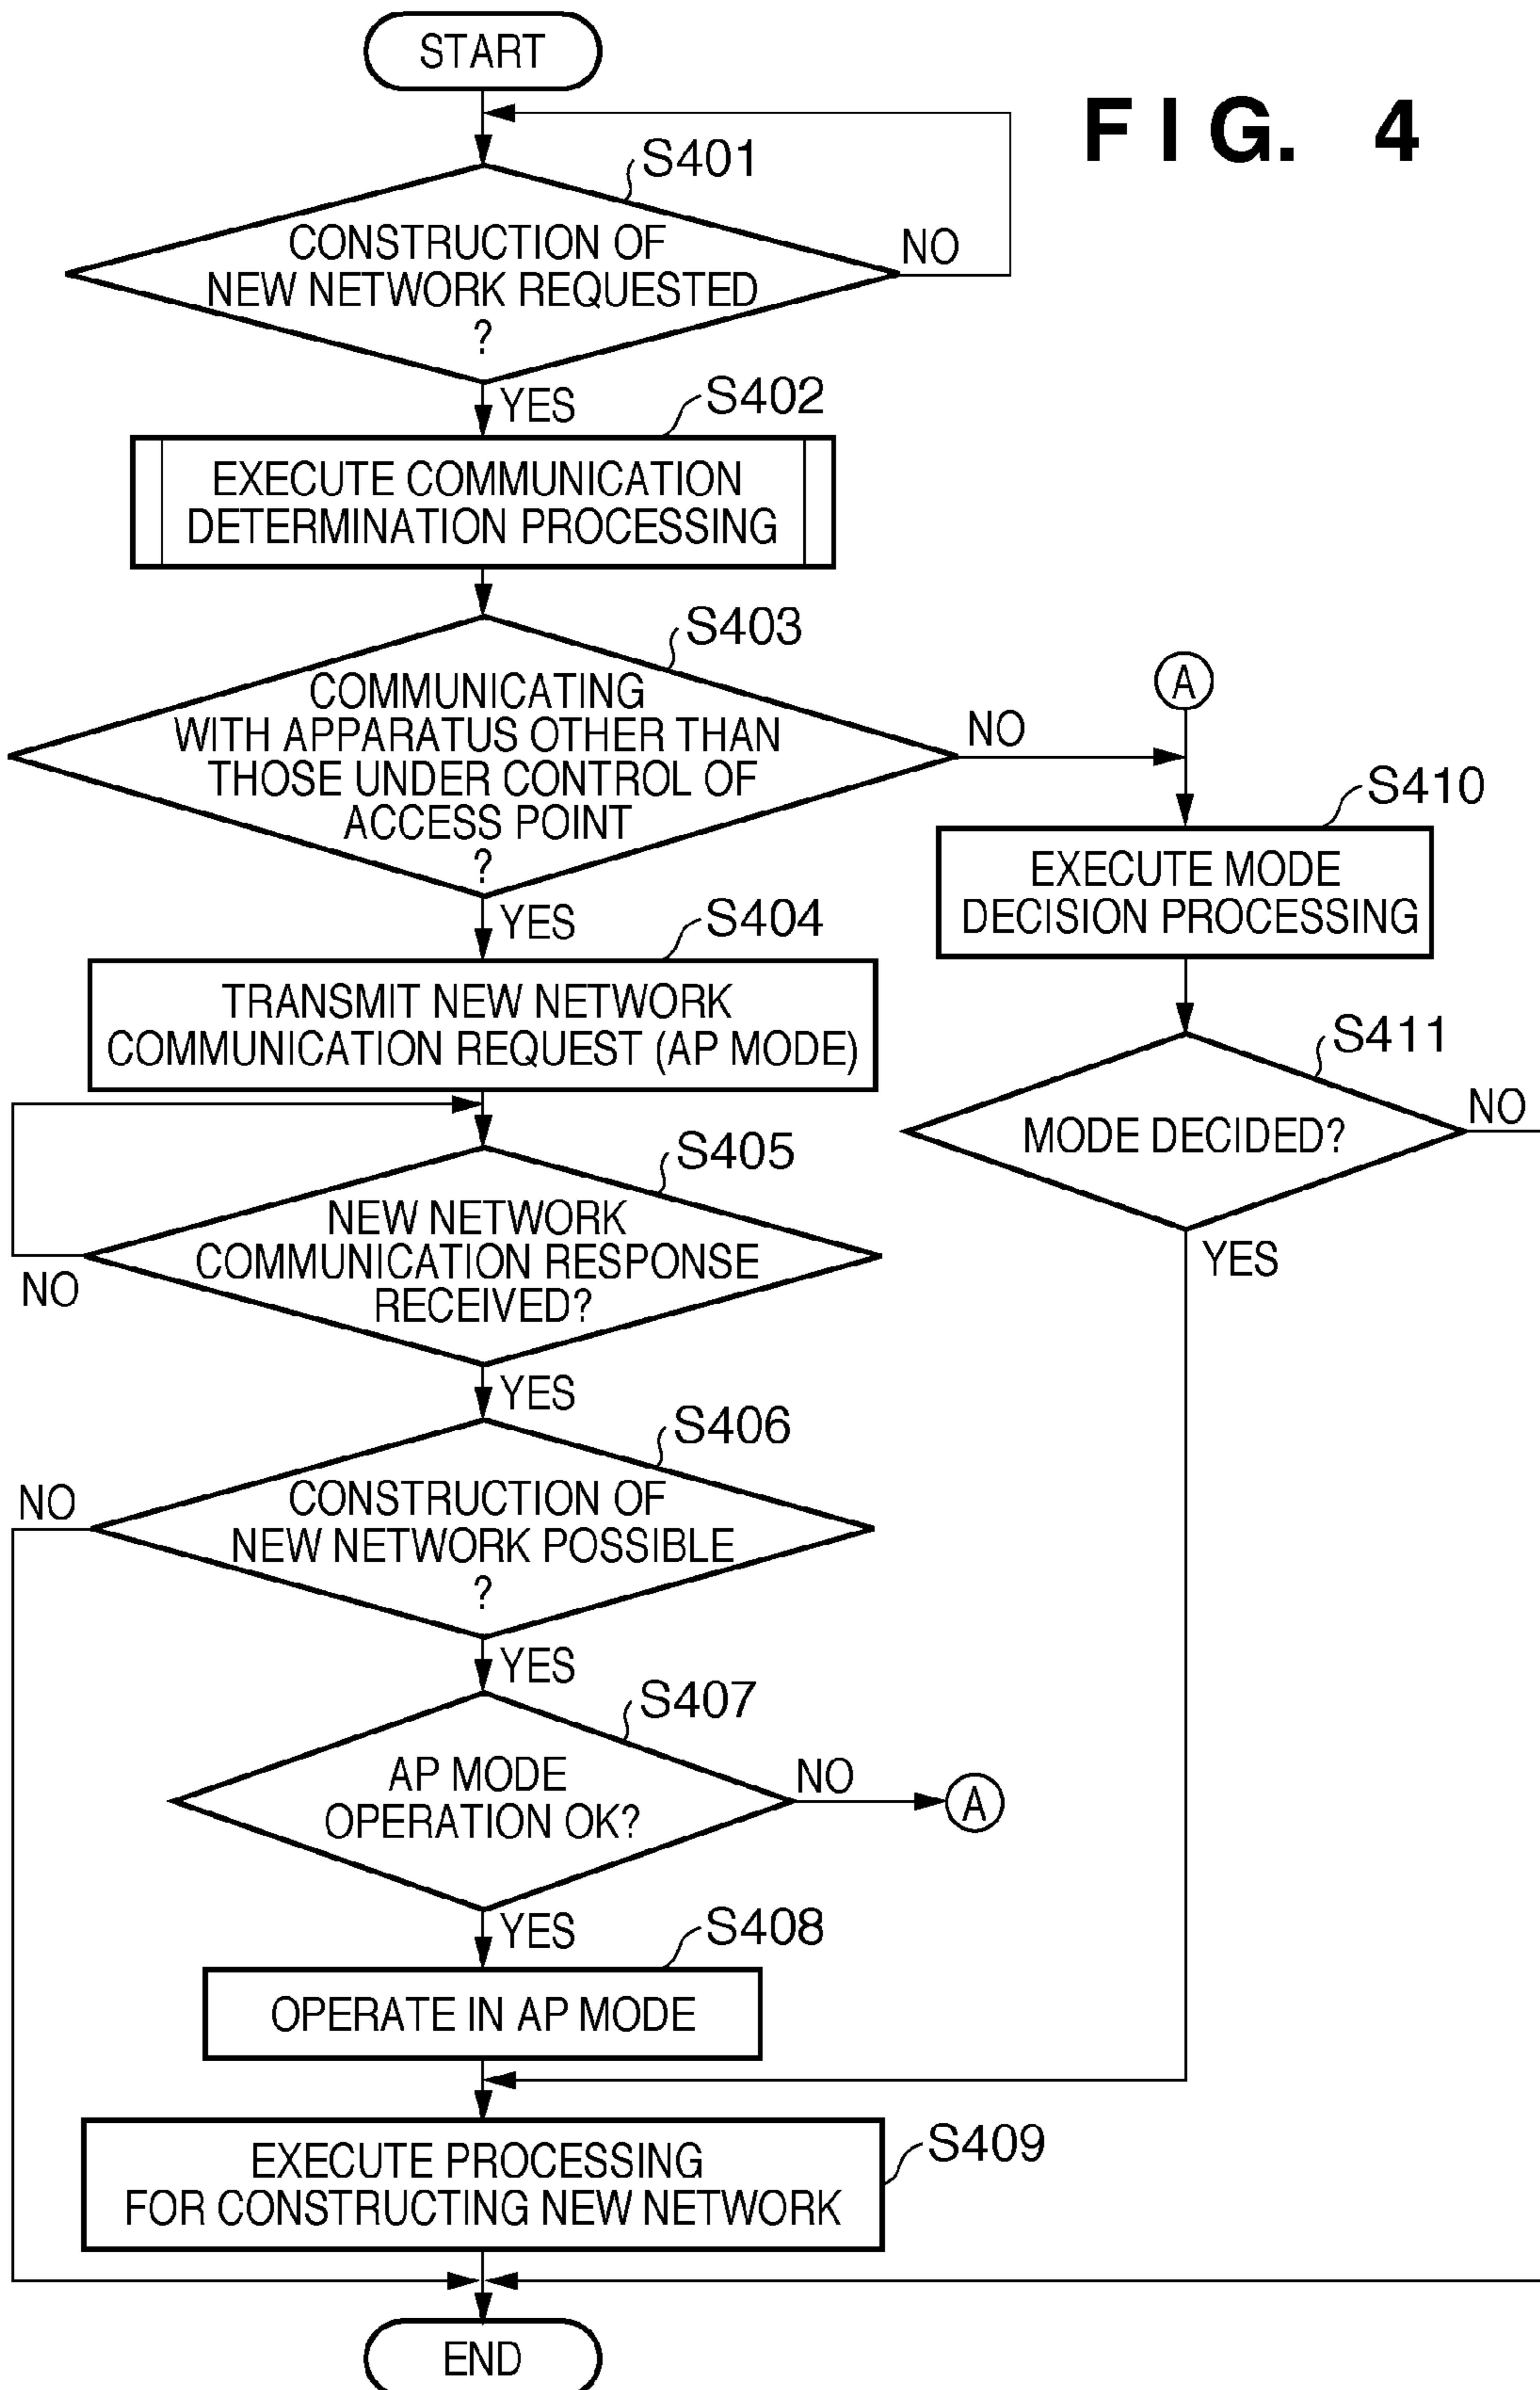 START
FIG. 4
S401
CONSTRUCTION OF
NEW NETWORK REQUESTED
?
NO
YES
S402
EXECUTE COMMUNICATION
DETERMINATION PROCESSING
S403
COMMUNICATING
WITH APPARATUS OTHER THAN
THOSE UNDER CONTROL OF
ACCESS POINT
?
NO
A
YES
S410
EXECUTE MODE
DECISION PROCESSING
S404
TRANSMIT NEW NETWORK
COMMUNICATION REQUEST (AP MODE)
S411
MODE DECIDED?
NO
YES
S405
NEW NETWORK
COMMUNICATION RESPONSE
RECEIVED?
NO
YES
S406
CONSTRUCTION OF
NEW NETWORK POSSIBLE
?
NO
YES
S407
AP MODE
OPERATION OK?
NO
A
YES
S408
OPERATE IN AP MODE
S409
EXECUTE PROCESSING
FOR CONSTRUCTING NEW NETWORK
END